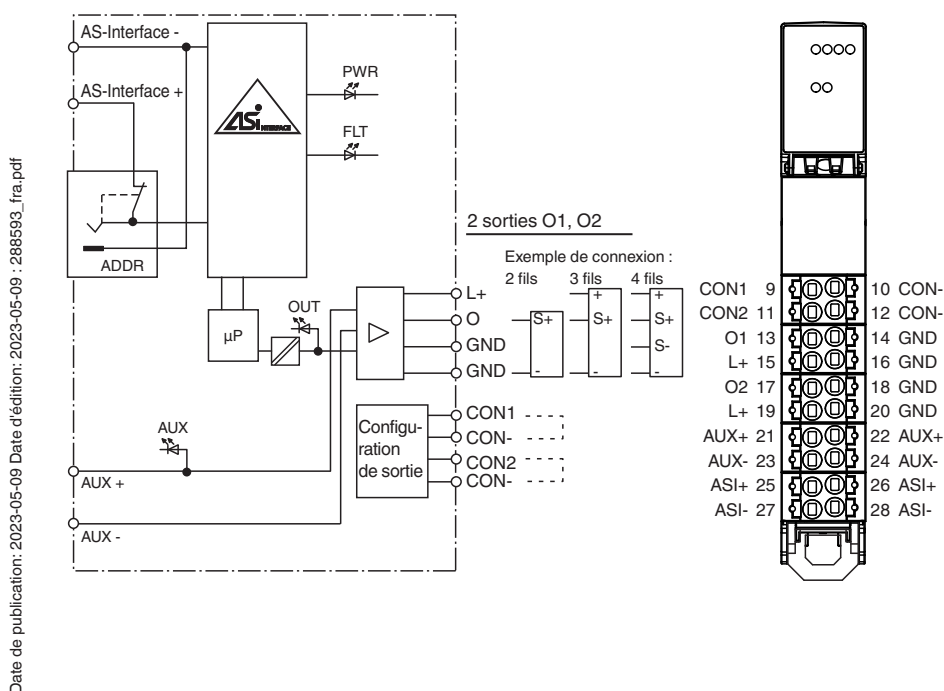 AS-Interface -
AS-Interface +
PWR
ASi INTERFACE
FLT
ADDR
2 sorties O1, O2
Exemple de connexion :
2 fils 3 fils 4 fils
OUT
µP
L+
O
GND
GND
S+
-
+
S+
-
+
S+
S-
-
AUX
AUX +
AUX -
Configu-
ration
de sortie
CON1
CON-
CON2
CON-
CON1 9 10 CON-
CON2 11 12 CON-
O1 13 14 GND
L+ 15 16 GND
O2 17 18 GND
L+ 19 20 GND
AUX+ 21 22 AUX+
AUX- 23 24 AUX-
ASI+ 25 26 ASI+
ASI- 27 28 ASI-
Date de publication: 2023-05-09 Date d'édition: 2023-05-09 : 288593_fra.pdf